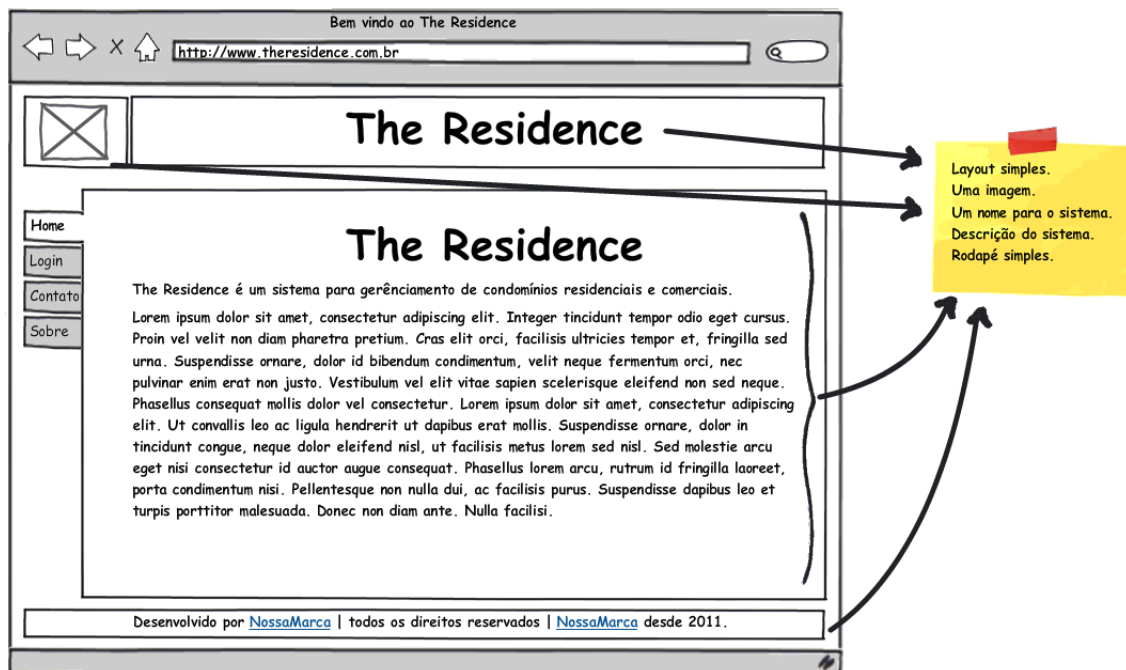 Bem vindo ao The Residence
http://www.theresidence.com.br
The Residence
Home
Login
Contato
Sobre
The Residence
The Residence é um sistema para gerênciamento de condomínios residenciais e comerciais.
Lorem ipsum dolor sit amet, consectetur adipiscing elit. Integer tincidunt tempor odio eget cursus.
Proin vel velit non diam pharetra pretium. Cras elit orci, facilisis ultricies tempor et, fringilla sed
urna. Suspendisse ornare, dolor id bibendum condimentum, velit neque fermentum orci, nec
pulvinar enim erat non justo. Vestibulum vel elit vitae sapien scelerisque eleifend non sed neque.
Phasellus consequat mollis dolor vel consectetur. Lorem ipsum dolor sit amet, consectetur adipiscing
elit. Ut convallis leo ac ligula hendrerit ut dapibus erat mollis. Suspendisse ornare, dolor in
tincidunt congue, neque dolor eleifend nisl, ut facilisis metus lorem sed nisl. Sed molestie arcu
eget nisi consectetur id auctor augue consequat. Phasellus lorem arcu, rutrum id fringilla laoreet,
porta condimentum nisi. Pellentesque non nulla dui, ac facilisis purus. Suspendisse dapibus leo et
turpis porttitor malesuada. Donec non diam ante. Nulla facilisi.
Desenvolvido por NossaMarca | todos os direitos reservados | NossaMarca desde 2011.
Layout simples.
Uma imagem.
Um nome para o sistema.
Descrição do sistema.
Rodapé simples.